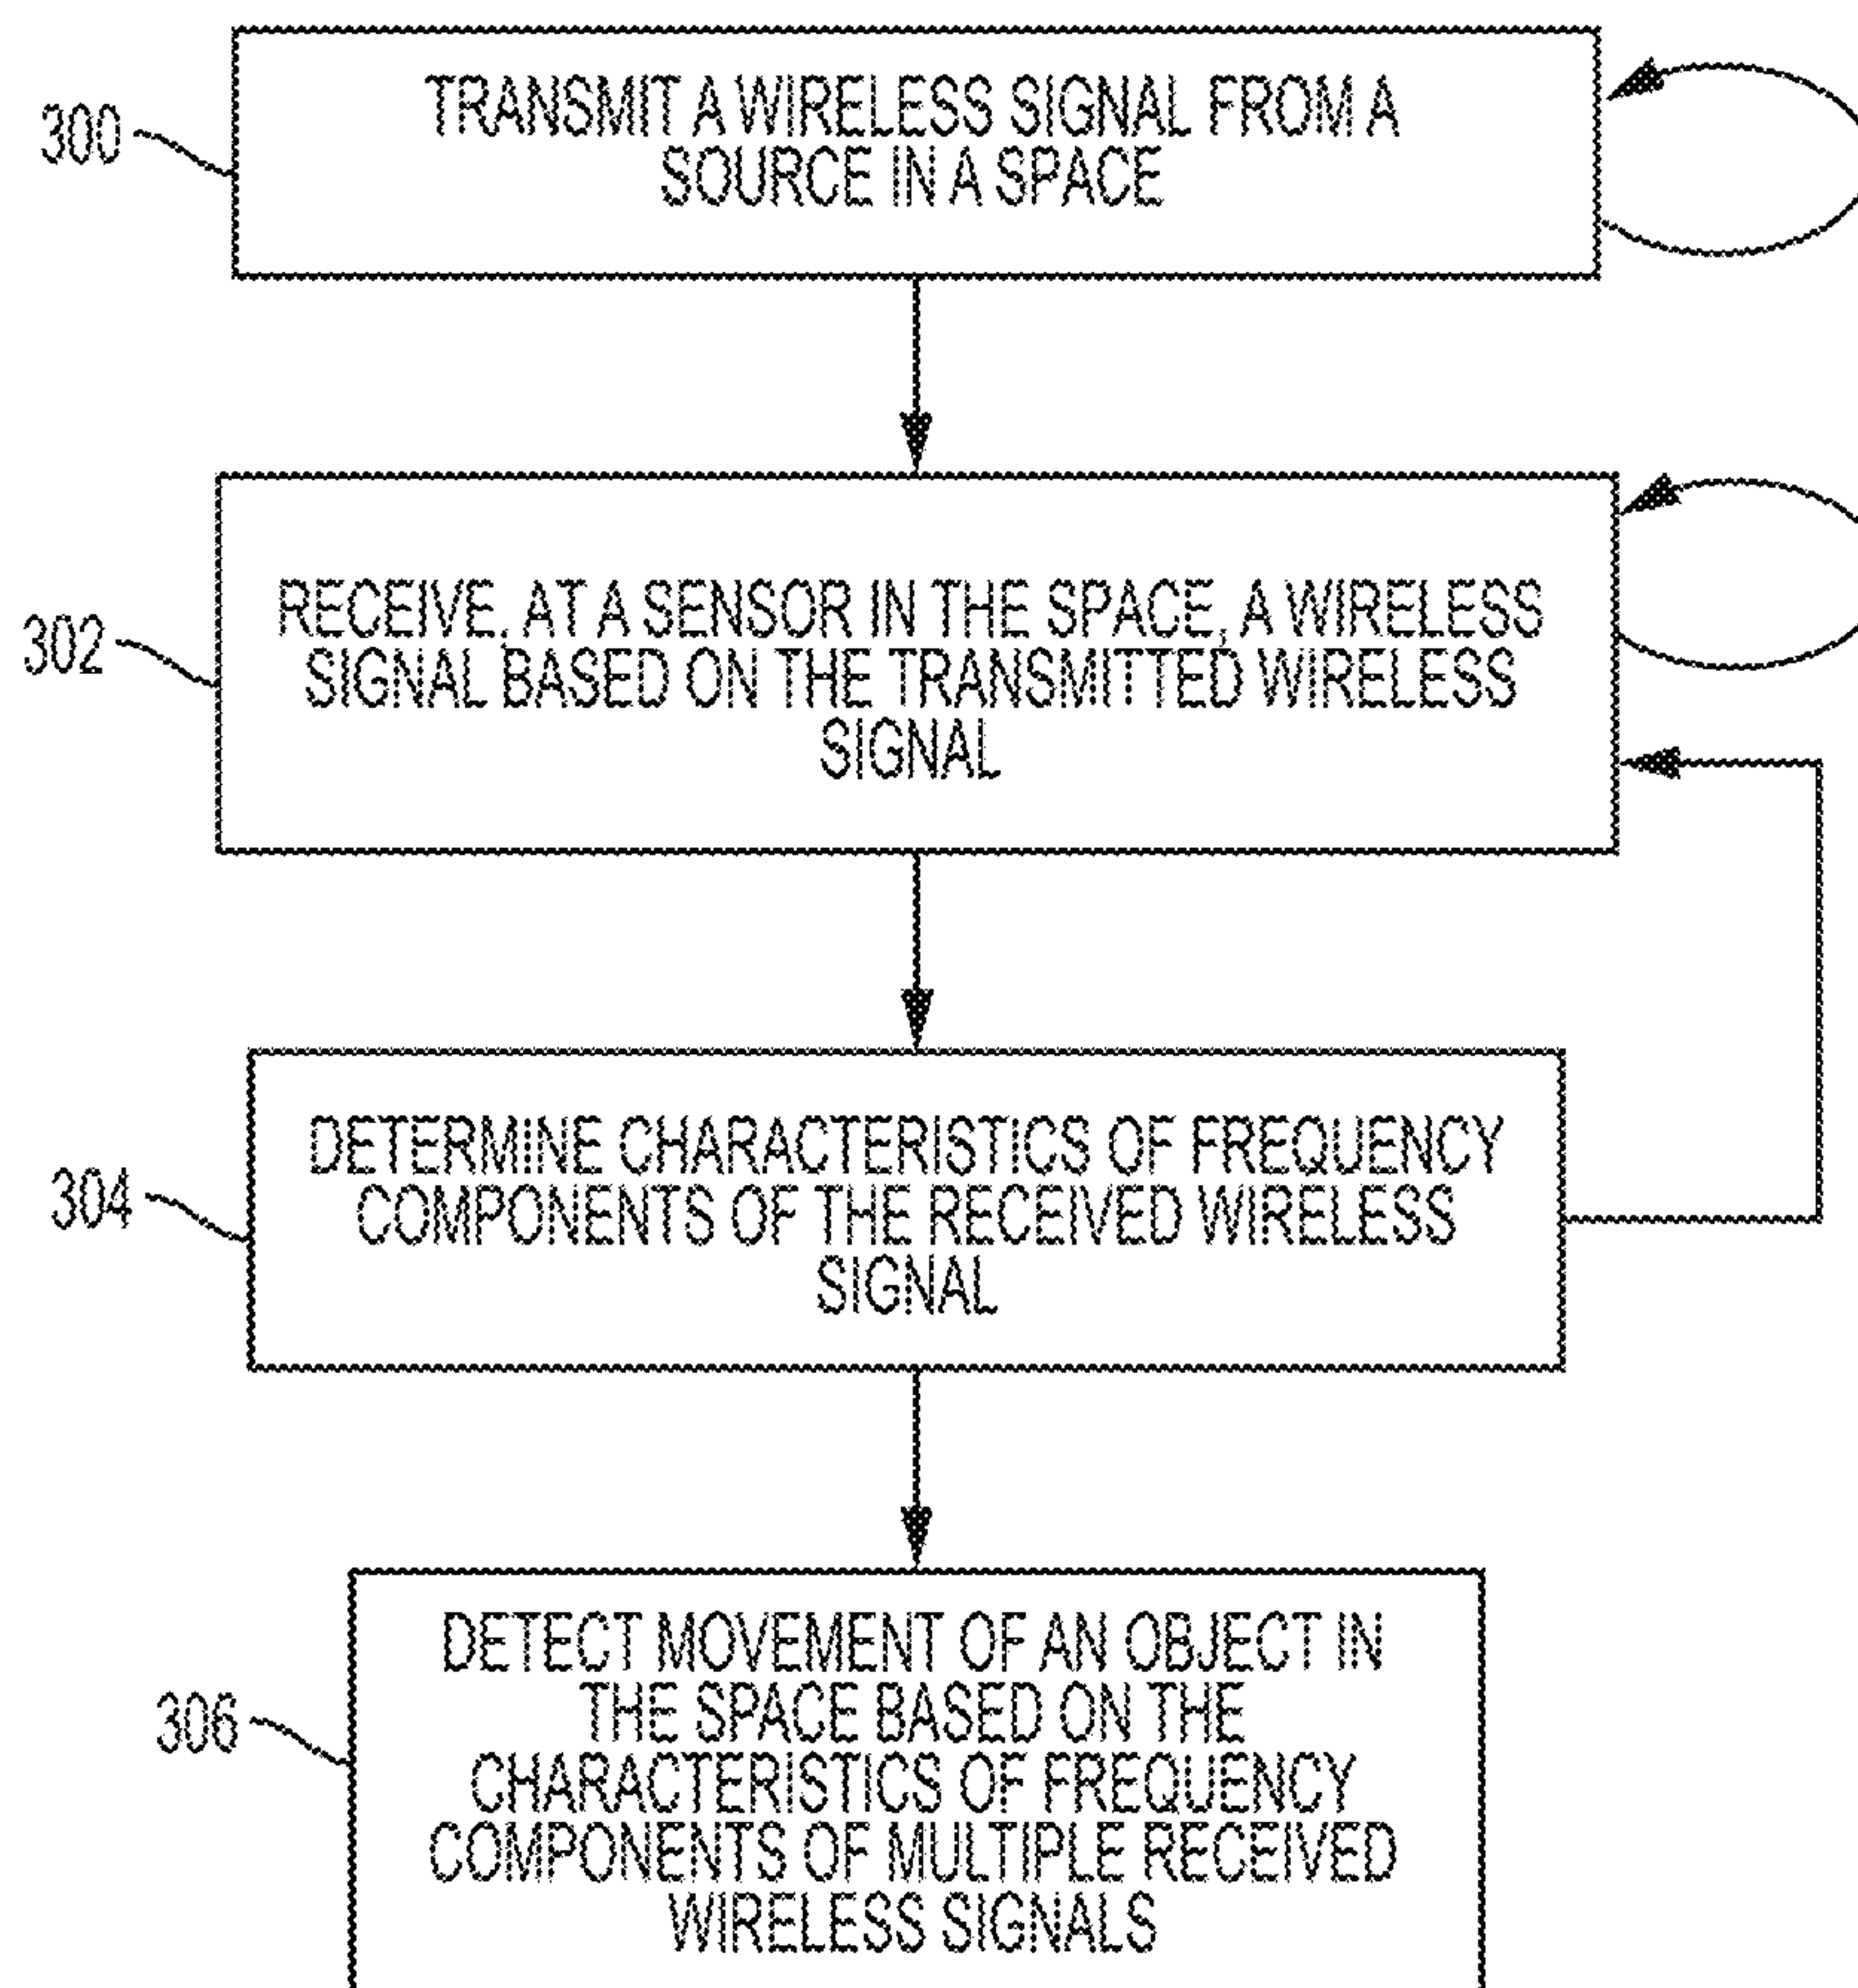 300
TRANSMIT A WIRELESS SIGNAL FROM A
SOURCE IN A SPACE
302
RECEIVE, AT A SENSOR IN THE SPACE, A WIRELESS
SIGNAL BASED ON THE TRANSMITTED WIRELESS
SIGNAL
304
DETERMINE CHARACTERISTICS OF FREQUENCY
COMPONENTS OF THE RECEIVED WIRELESS
SIGNAL
306
DETECT MOVEMENT OF AN OBJECT IN
THE SPACE BASED ON THE
CHARACTERISTICS OF FREQUENCY
COMPONENTS OF MULTIPLE RECEIVED
WIRELESS SIGNALS